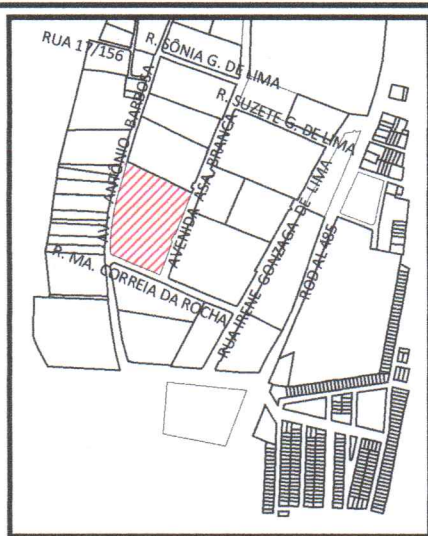 R. SÔNIA G. DE LIMA
RUA 17/156
R. SUZETE G. DE LIMA
AV. ANTÔNIO BARBOSA
AVENIDA ASA BRANCA
RUA IRENE GONZAGA DE LIMA
ROD AL 485
R. MA. CORREIA DA ROCHA